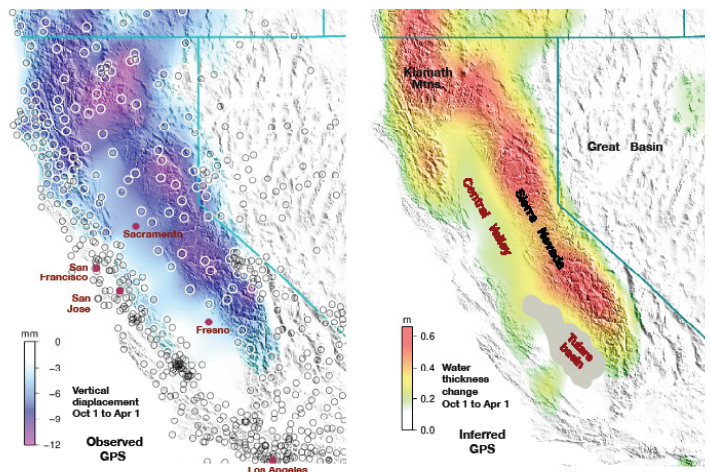 Sacramento
San
Francisco
San
Jose
Fresno
mm
0
−3
−6
−9
−12
Vertical
diaplacement
Oct 1 to Apr 1
Observed
GPS
Los Angeles
Klamath
Mtns.
Great Basin
Central Valley
Sierra Nevada
Tulare
basin
m
0.6
0.4
0.2
0.0
Water
thickness
change
Oct 1 to Apr 1
Inferred
GPS